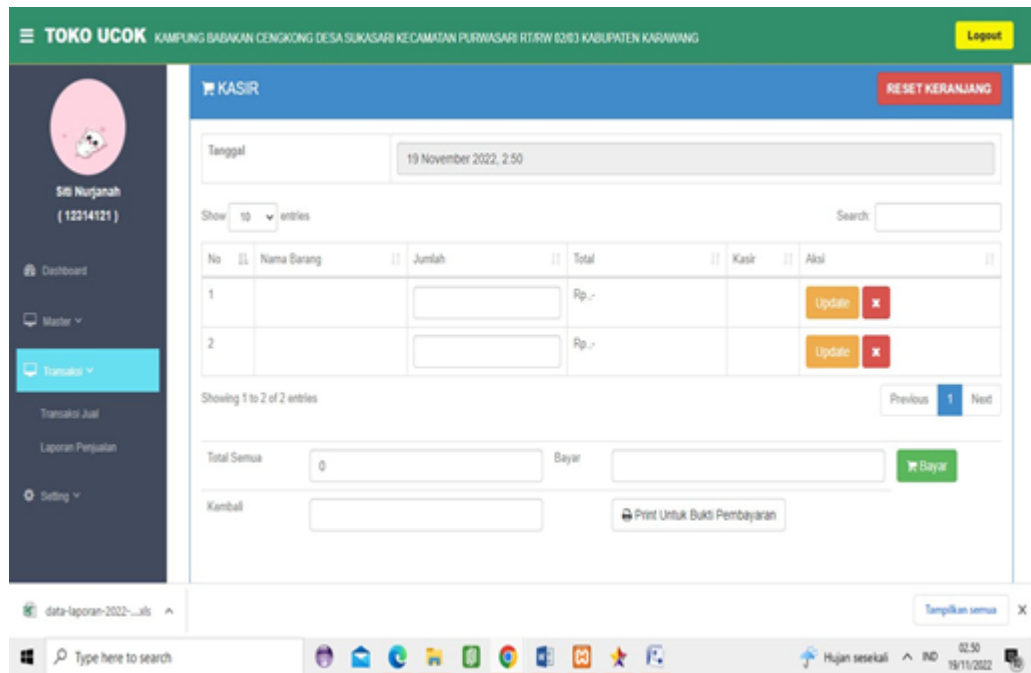 TOKO UCOK KAMPUNG BABAKAN CENGKONG DESA SUKASARI KECAMATAN PURWASARI RT/RW 02/03 KABUPATEN KARAWANG Logout
KASIR RESET KERANJANG
Siti Nurjanah
( 12314121 )
Dashboard
Master
Transaksi
Transaksi Jual
Laporan Penjualan
Setting
Tanggal 19 November 2022, 2:50
Show 10 entries Search:
No Nama Barang Jumlah Total Kasir Aksi
1 Rp.,- Update x
2 Rp.,- Update x
Showing 1 to 2 of 2 entries Previous 1 Next
Total Semua 0 Bayar Bayar
Kembali Print Untuk Bukti Pembayaran
data-laporan-2022-....xls Tampilkan semua X
Type here to search Hujan sesekali IND 02.50
19/11/2022